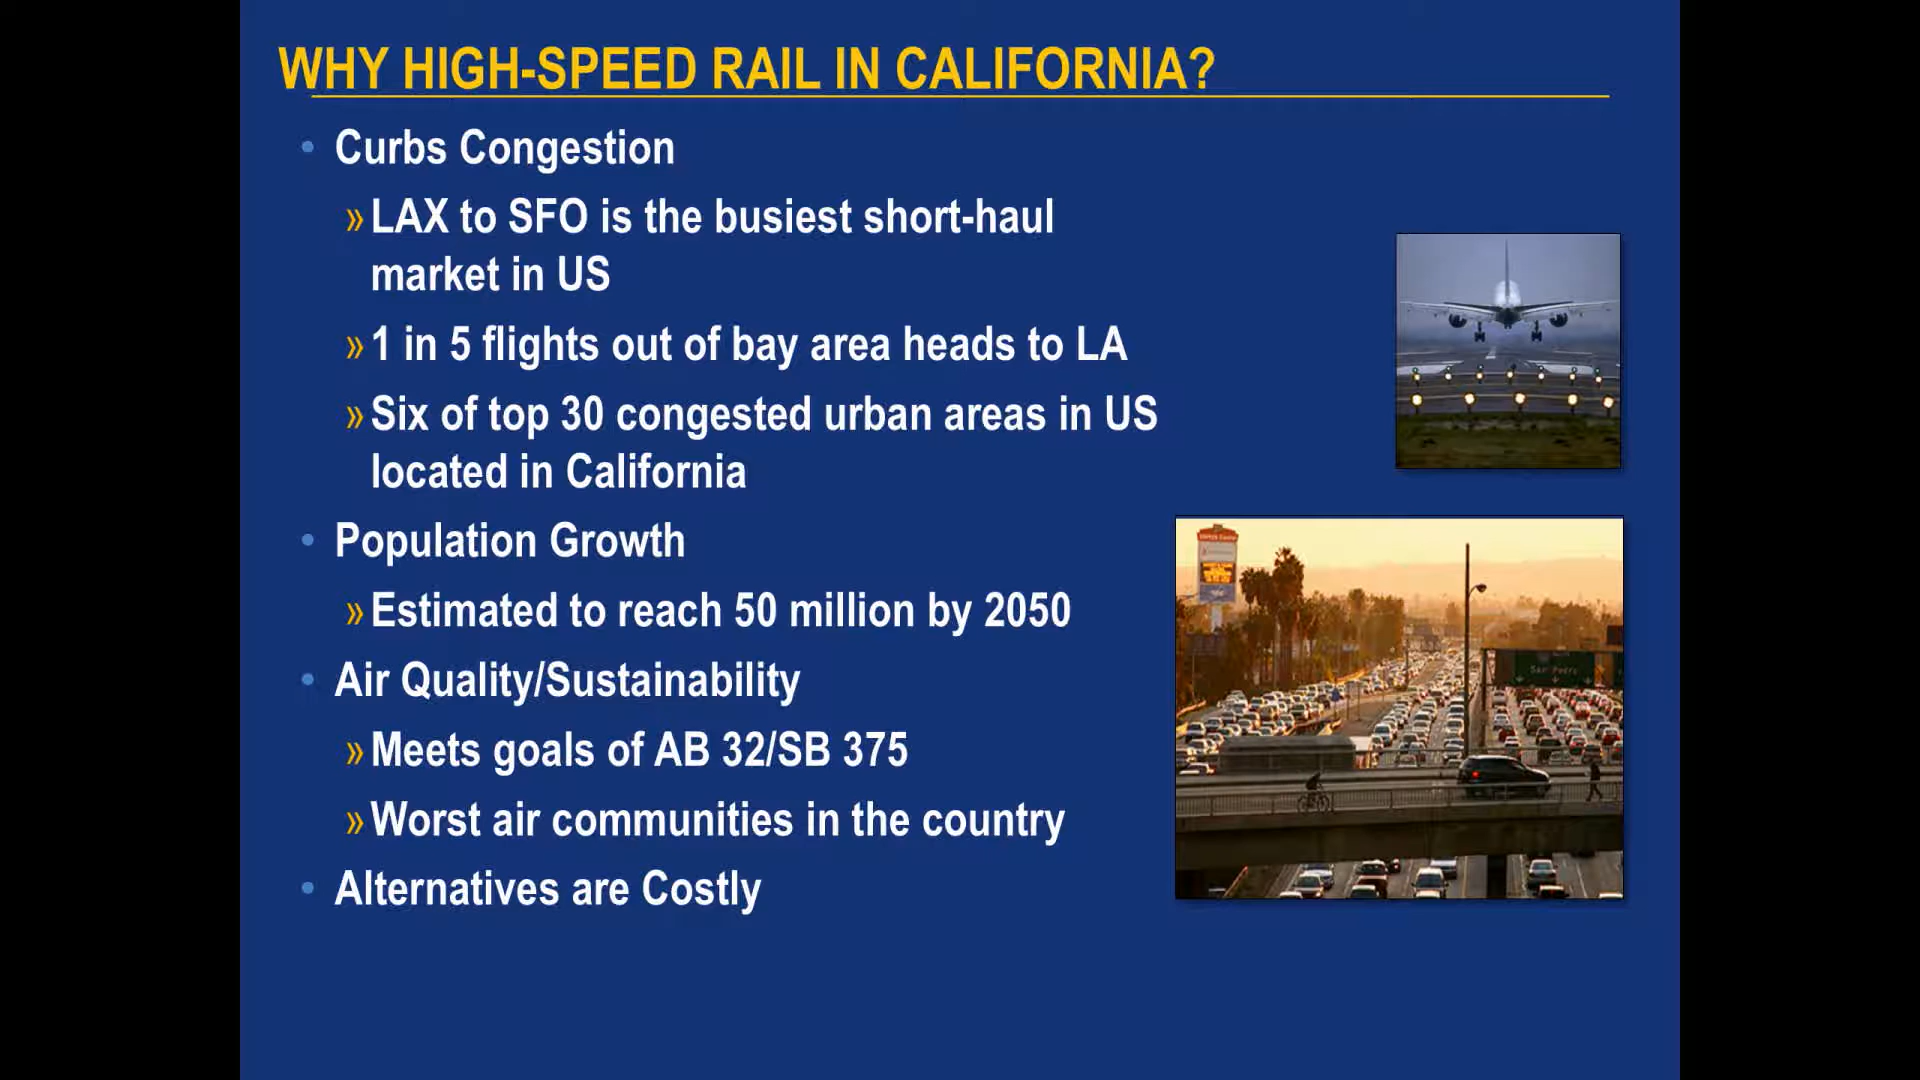 WHY HIGH-SPEED RAIL IN CALIFORNIA?
• Curbs Congestion
» LAX to SFO is the busiest short-haul
market in US
» 1 in 5 flights out of bay area heads to LA
» Six of top 30 congested urban areas in US
located in California
• Population Growth
» Estimated to reach 50 million by 2050
• Air Quality/Sustainability
» Meets goals of AB 32/SB 375
» Worst air communities in the country
• Alternatives are Costly